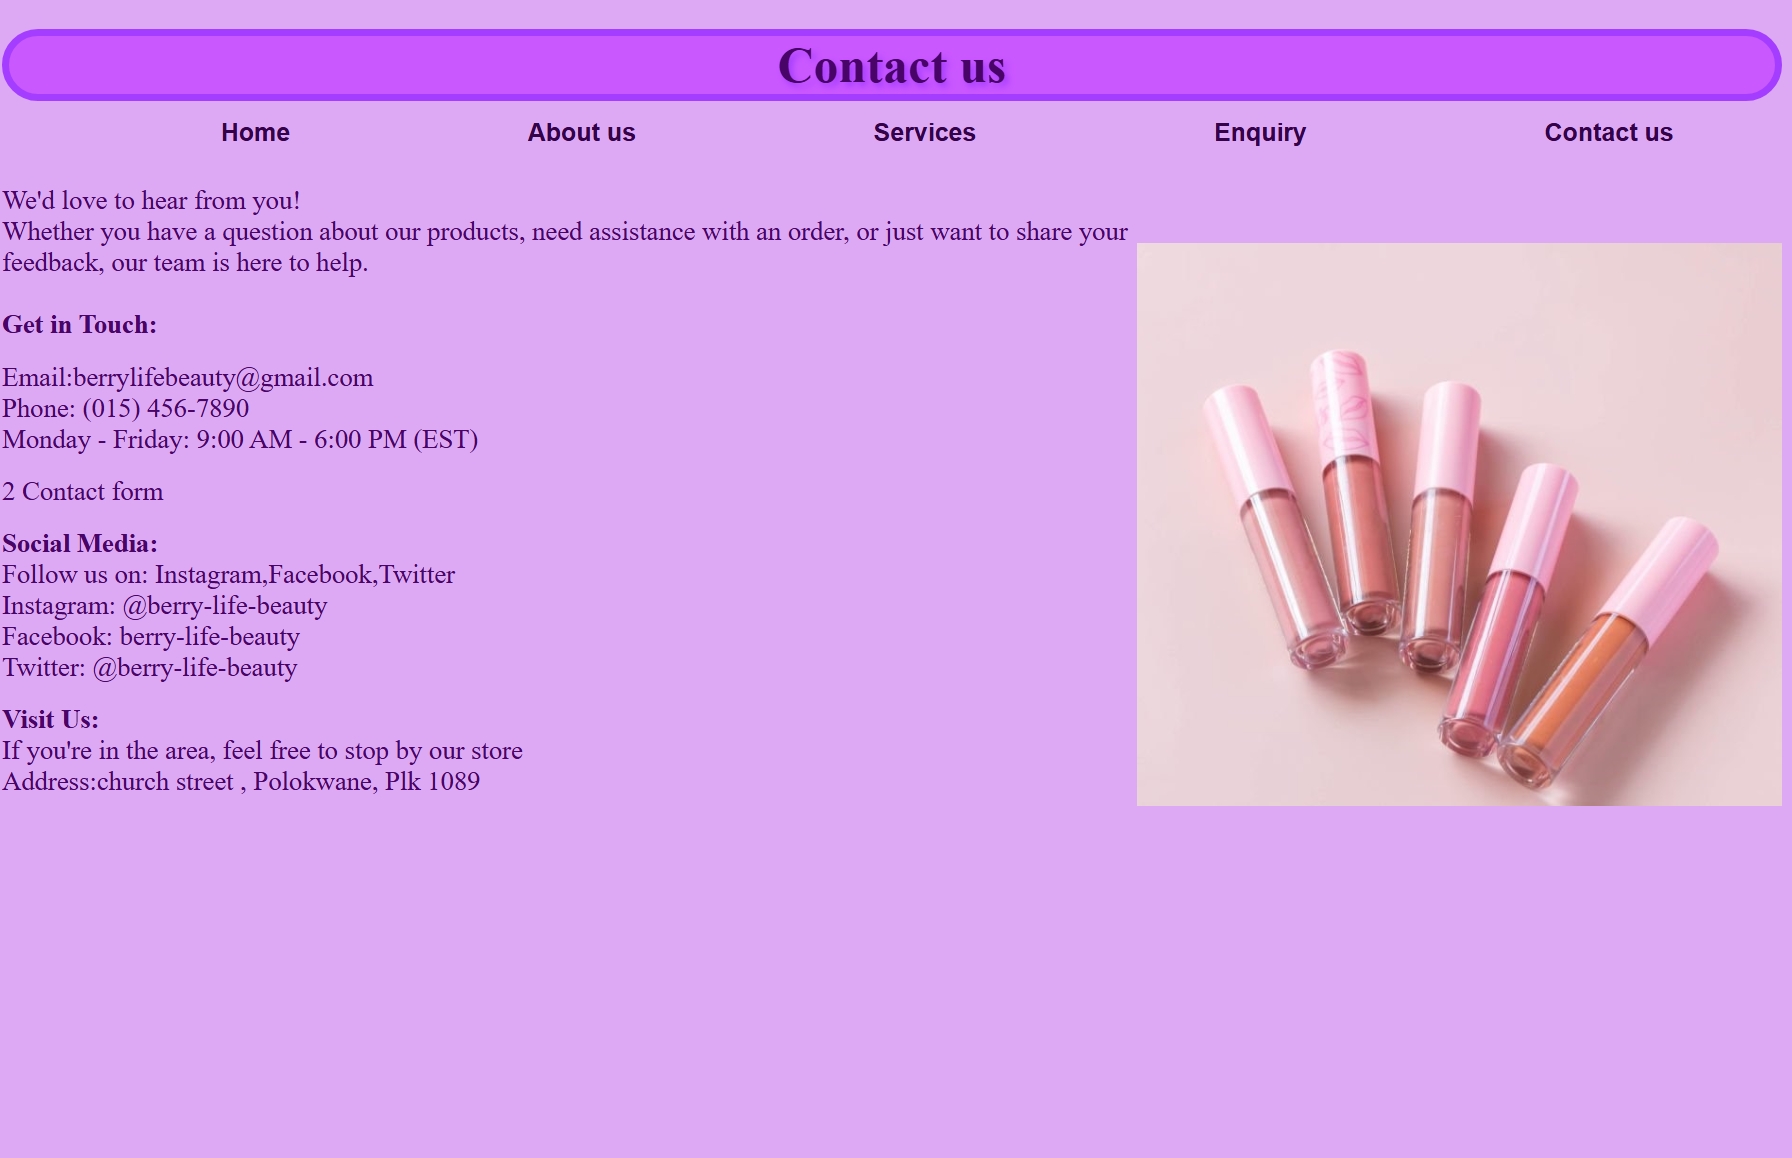 Contact us
Home About us Services Enquiry Contact us
We'd love to hear from you!
Whether you have a question about our products, need assistance with an order, or just want to share your
feedback, our team is here to help.
Get in Touch:
Email:berrylifebeauty@gmail.com
Phone: (015) 456-7890
Monday - Friday: 9:00 AM - 6:00 PM (EST)
2 Contact form
Social Media:
Follow us on: Instagram,Facebook,Twitter
Instagram: @berry-life-beauty
Facebook: berry-life-beauty
Twitter: @berry-life-beauty
Visit Us:
If you're in the area, feel free to stop by our store
Address:church street , Polokwane, Plk 1089